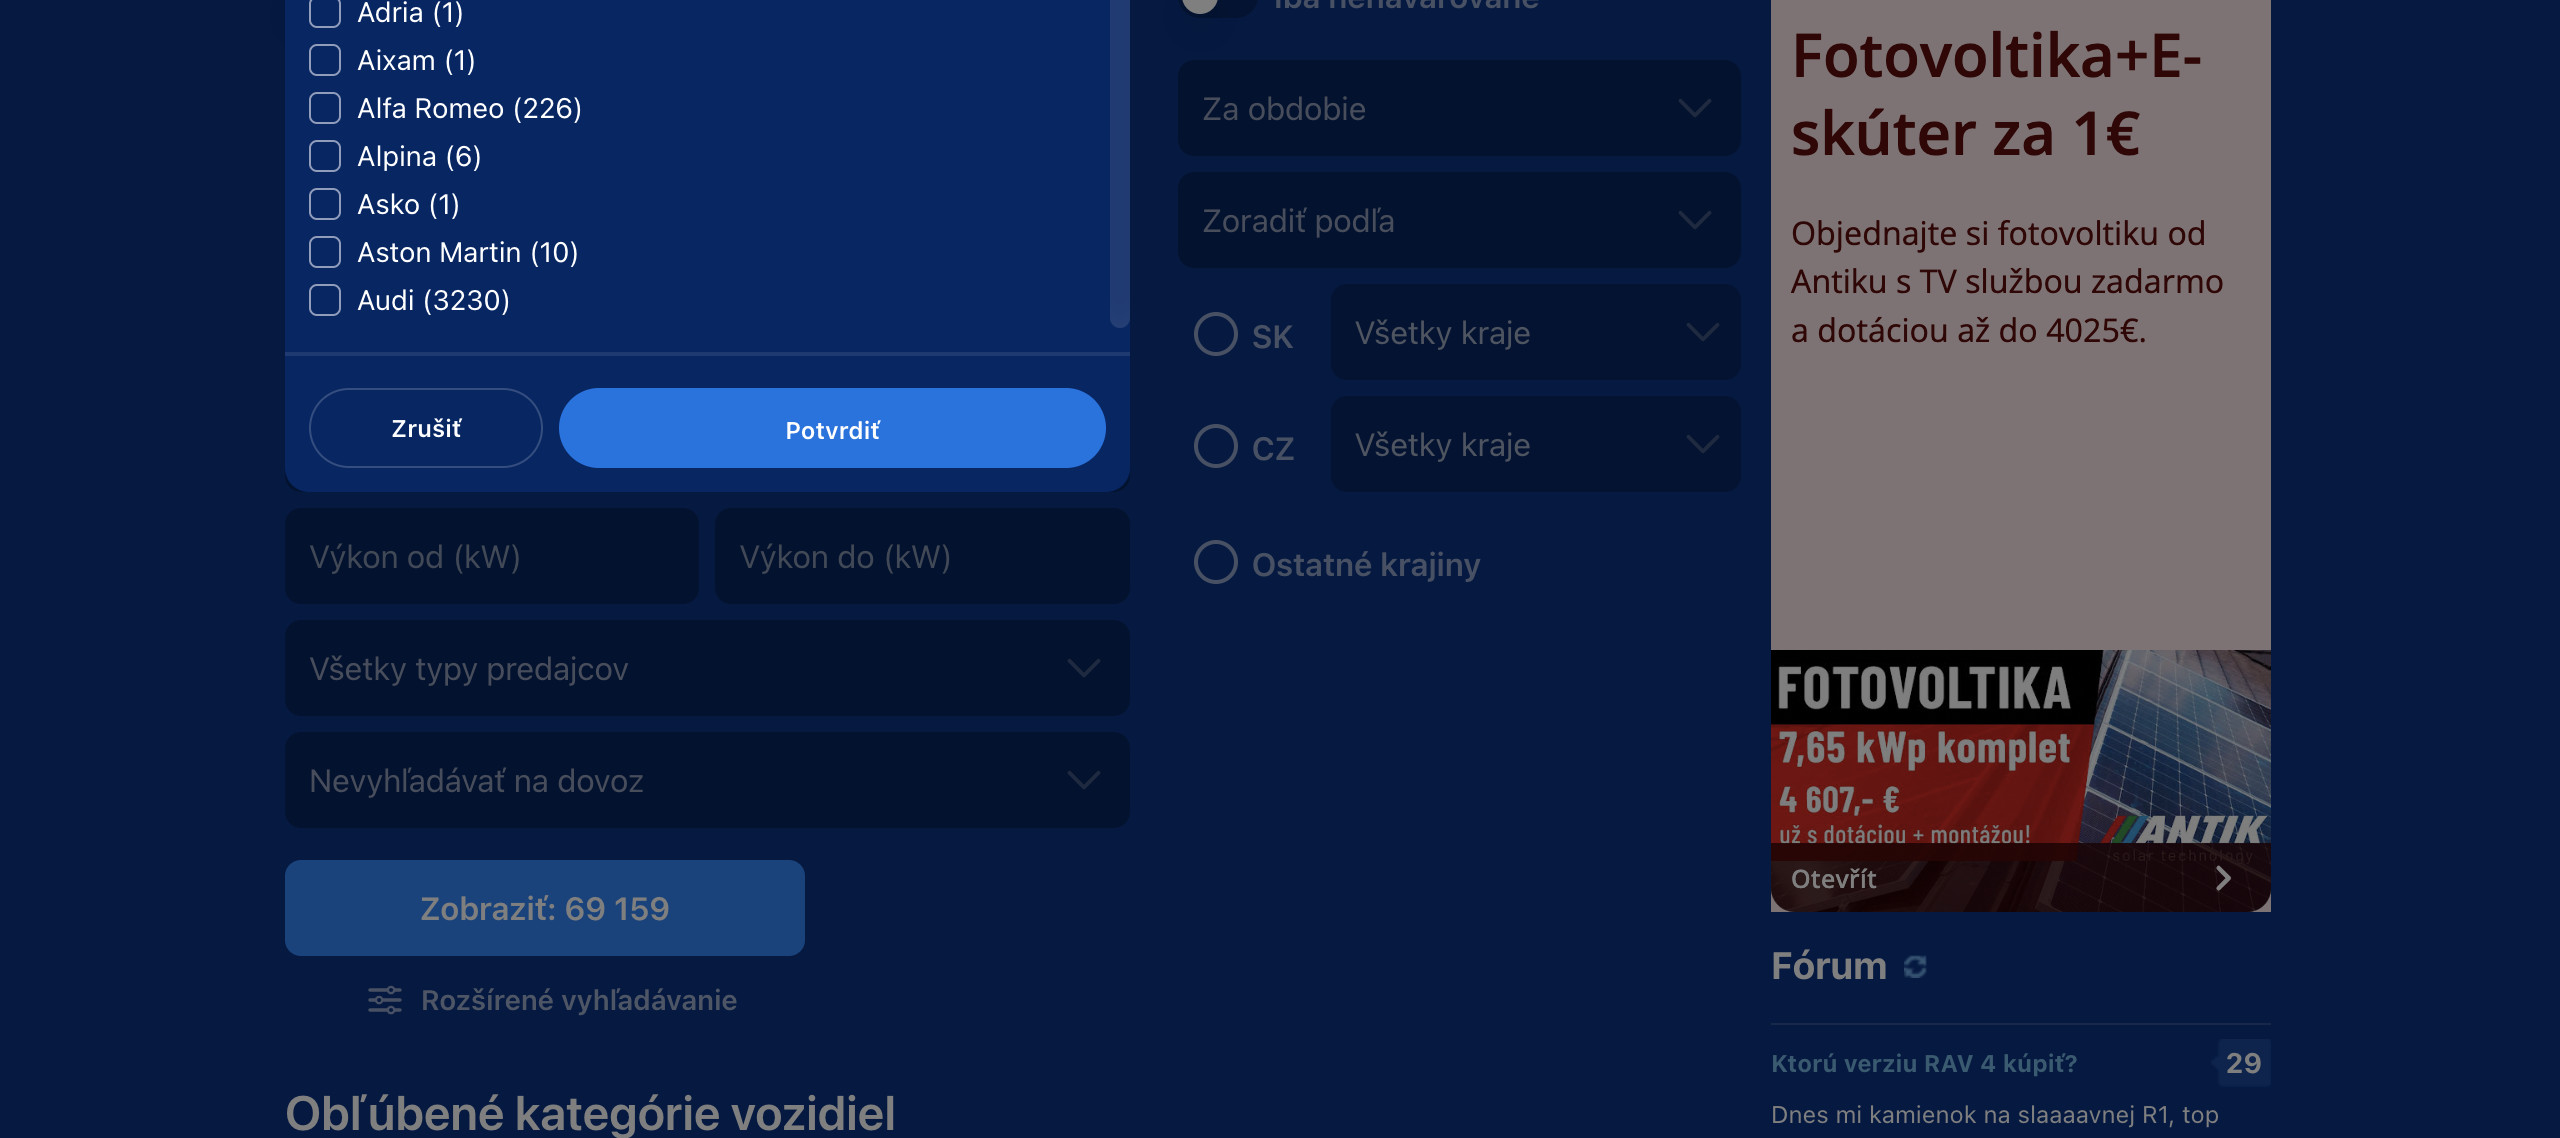 Adria (1)
Aixam (1)
Alfa Romeo (226)
Alpina (6)
Asko (1)
Aston Martin (10)
Audi (3230)
Zrušiť
Potvrdiť
Výkon od (kW)
Výkon do (kW)
Všetky typy predajcov
Nevyhľadávať na dovoz
Zobraziť: 69 159
Rozšírené vyhľadávanie
Obľúbené kategórie vozidiel
Iba nehavarované
Za obdobie
Zoradiť podľa
SK
Všetky kraje
CZ
Všetky kraje
Ostatné krajiny
Fotovoltika+E-
skúter za 1€
Objednajte si fotovoltiku od
Antiku s TV službou zadarmo
a dotáciou až do 4025€.
FOTOVOLTIKA
7,65 kWp komplet
4 607,- €
už s dotáciou + montážou!
ANTIK
solar technology
Otevřít
Fórum
Ktorú verziu RAV 4 kúpiť?
29
Dnes mi kamienok na slaaaavnej R1, top